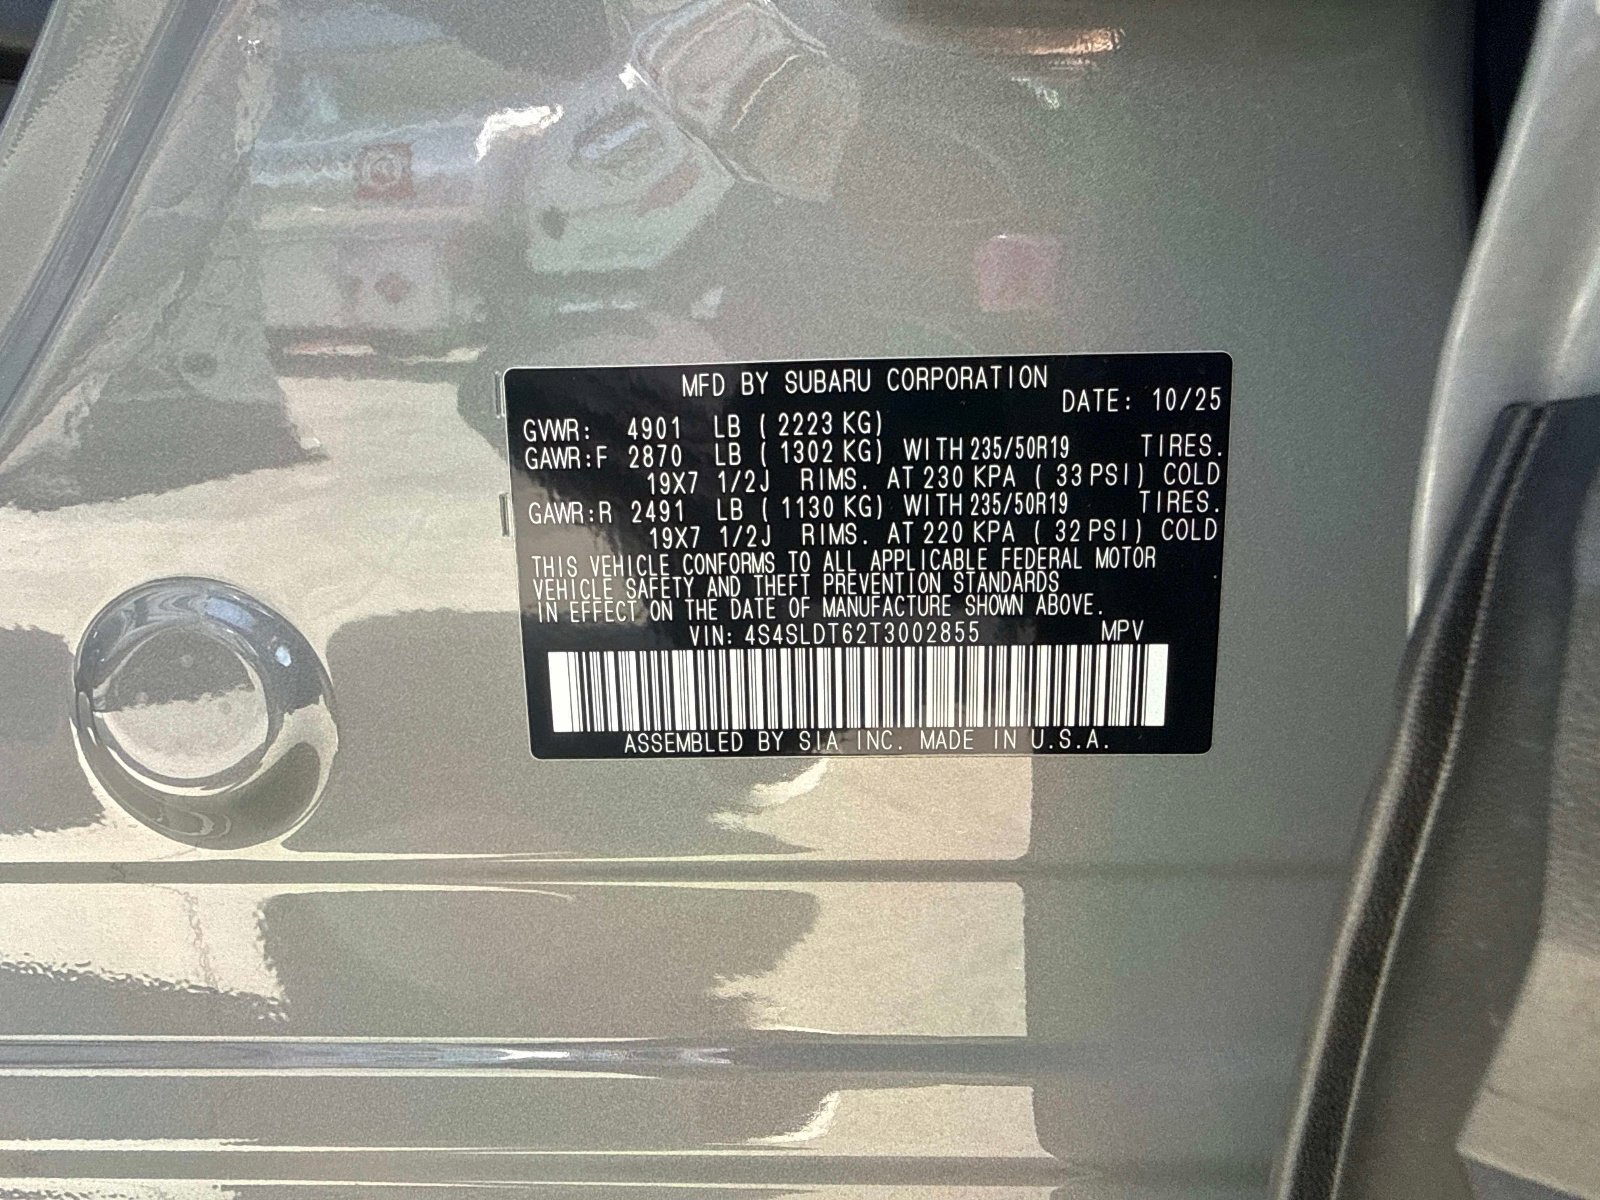 MFD BY SUBARU CORPORATION
DATE: 10/25
GVWR: 4901 LB ( 2223 KG)
GAWR:F 2870 LB ( 1302 KG) WITH 235/50R19 TIRES.
19X7 1/2J RIMS. AT 230 KPA ( 33 PSI) COLD
GAWR:R 2491 LB ( 1130 KG) WITH 235/50R19 TIRES.
19X7 1/2J RIMS. AT 220 KPA ( 32 PSI) COLD
THIS VEHICLE CONFORMS TO ALL APPLICABLE FEDERAL MOTOR
VEHICLE SAFETY AND THEFT PREVENTION STANDARDS
IN EFFECT ON THE DATE OF MANUFACTURE SHOWN ABOVE.
VIN: 4S4SLDT62T3002855 MPV
ASSEMBLED BY SIA INC. MADE IN U.S.A.